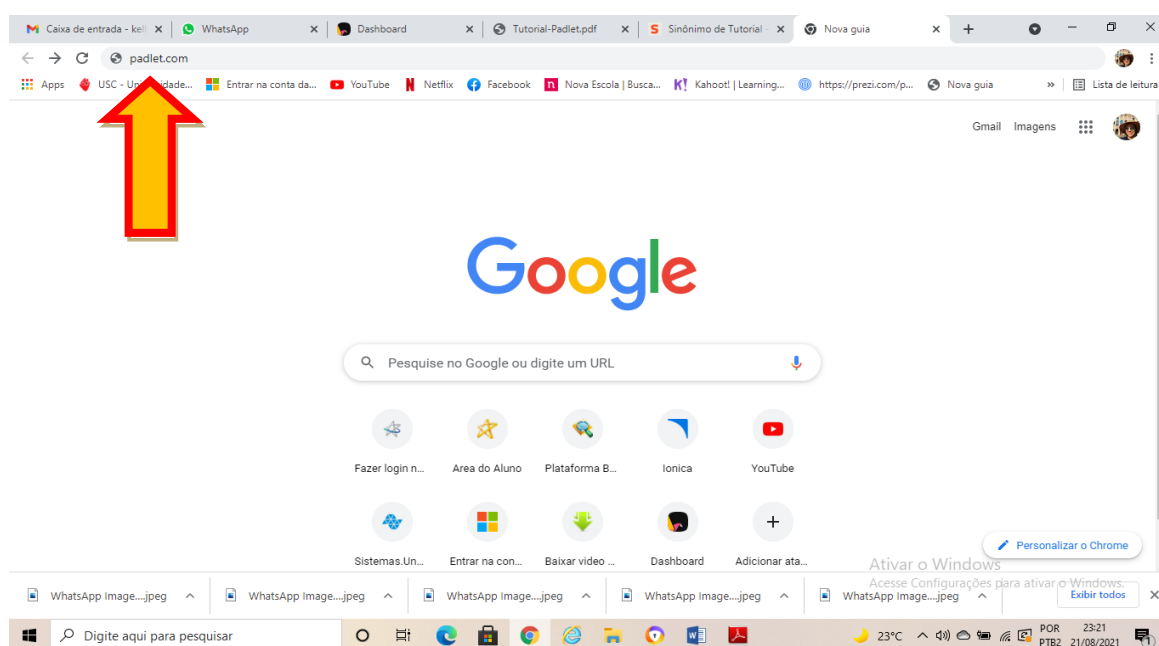 Caixa de entrada - keli WhatsApp Dashboard Tutorial-Padlet.pdf Sinônimo de Tutorial - Nova guia
padlet.com
Apps USC - Entrar na conta da... YouTube Netflix Facebook Nova Escola | Busca... Kahoot! | Learning... https://prezi.com/p... Nova guia » Lista de leitura
Gmail Imagens
Google
Pesquise no Google ou digite um URL
Fazer login n... Area do Aluno Plataforma B... Ionica YouTube
Sistemas.Un... Entrar na con... Baixar video ... Dashboard Adicionar ata...
Personalizar o Chrome
Ativar o Windows
Acesse Configurações para ativar o Windows.
WhatsApp Image....jpeg WhatsApp Image....jpeg WhatsApp Image....jpeg WhatsApp Image....jpeg WhatsApp Image....jpeg Exibir todos
Digite aqui para pesquisar 23°C POR 23:21
PTB2 21/08/2021